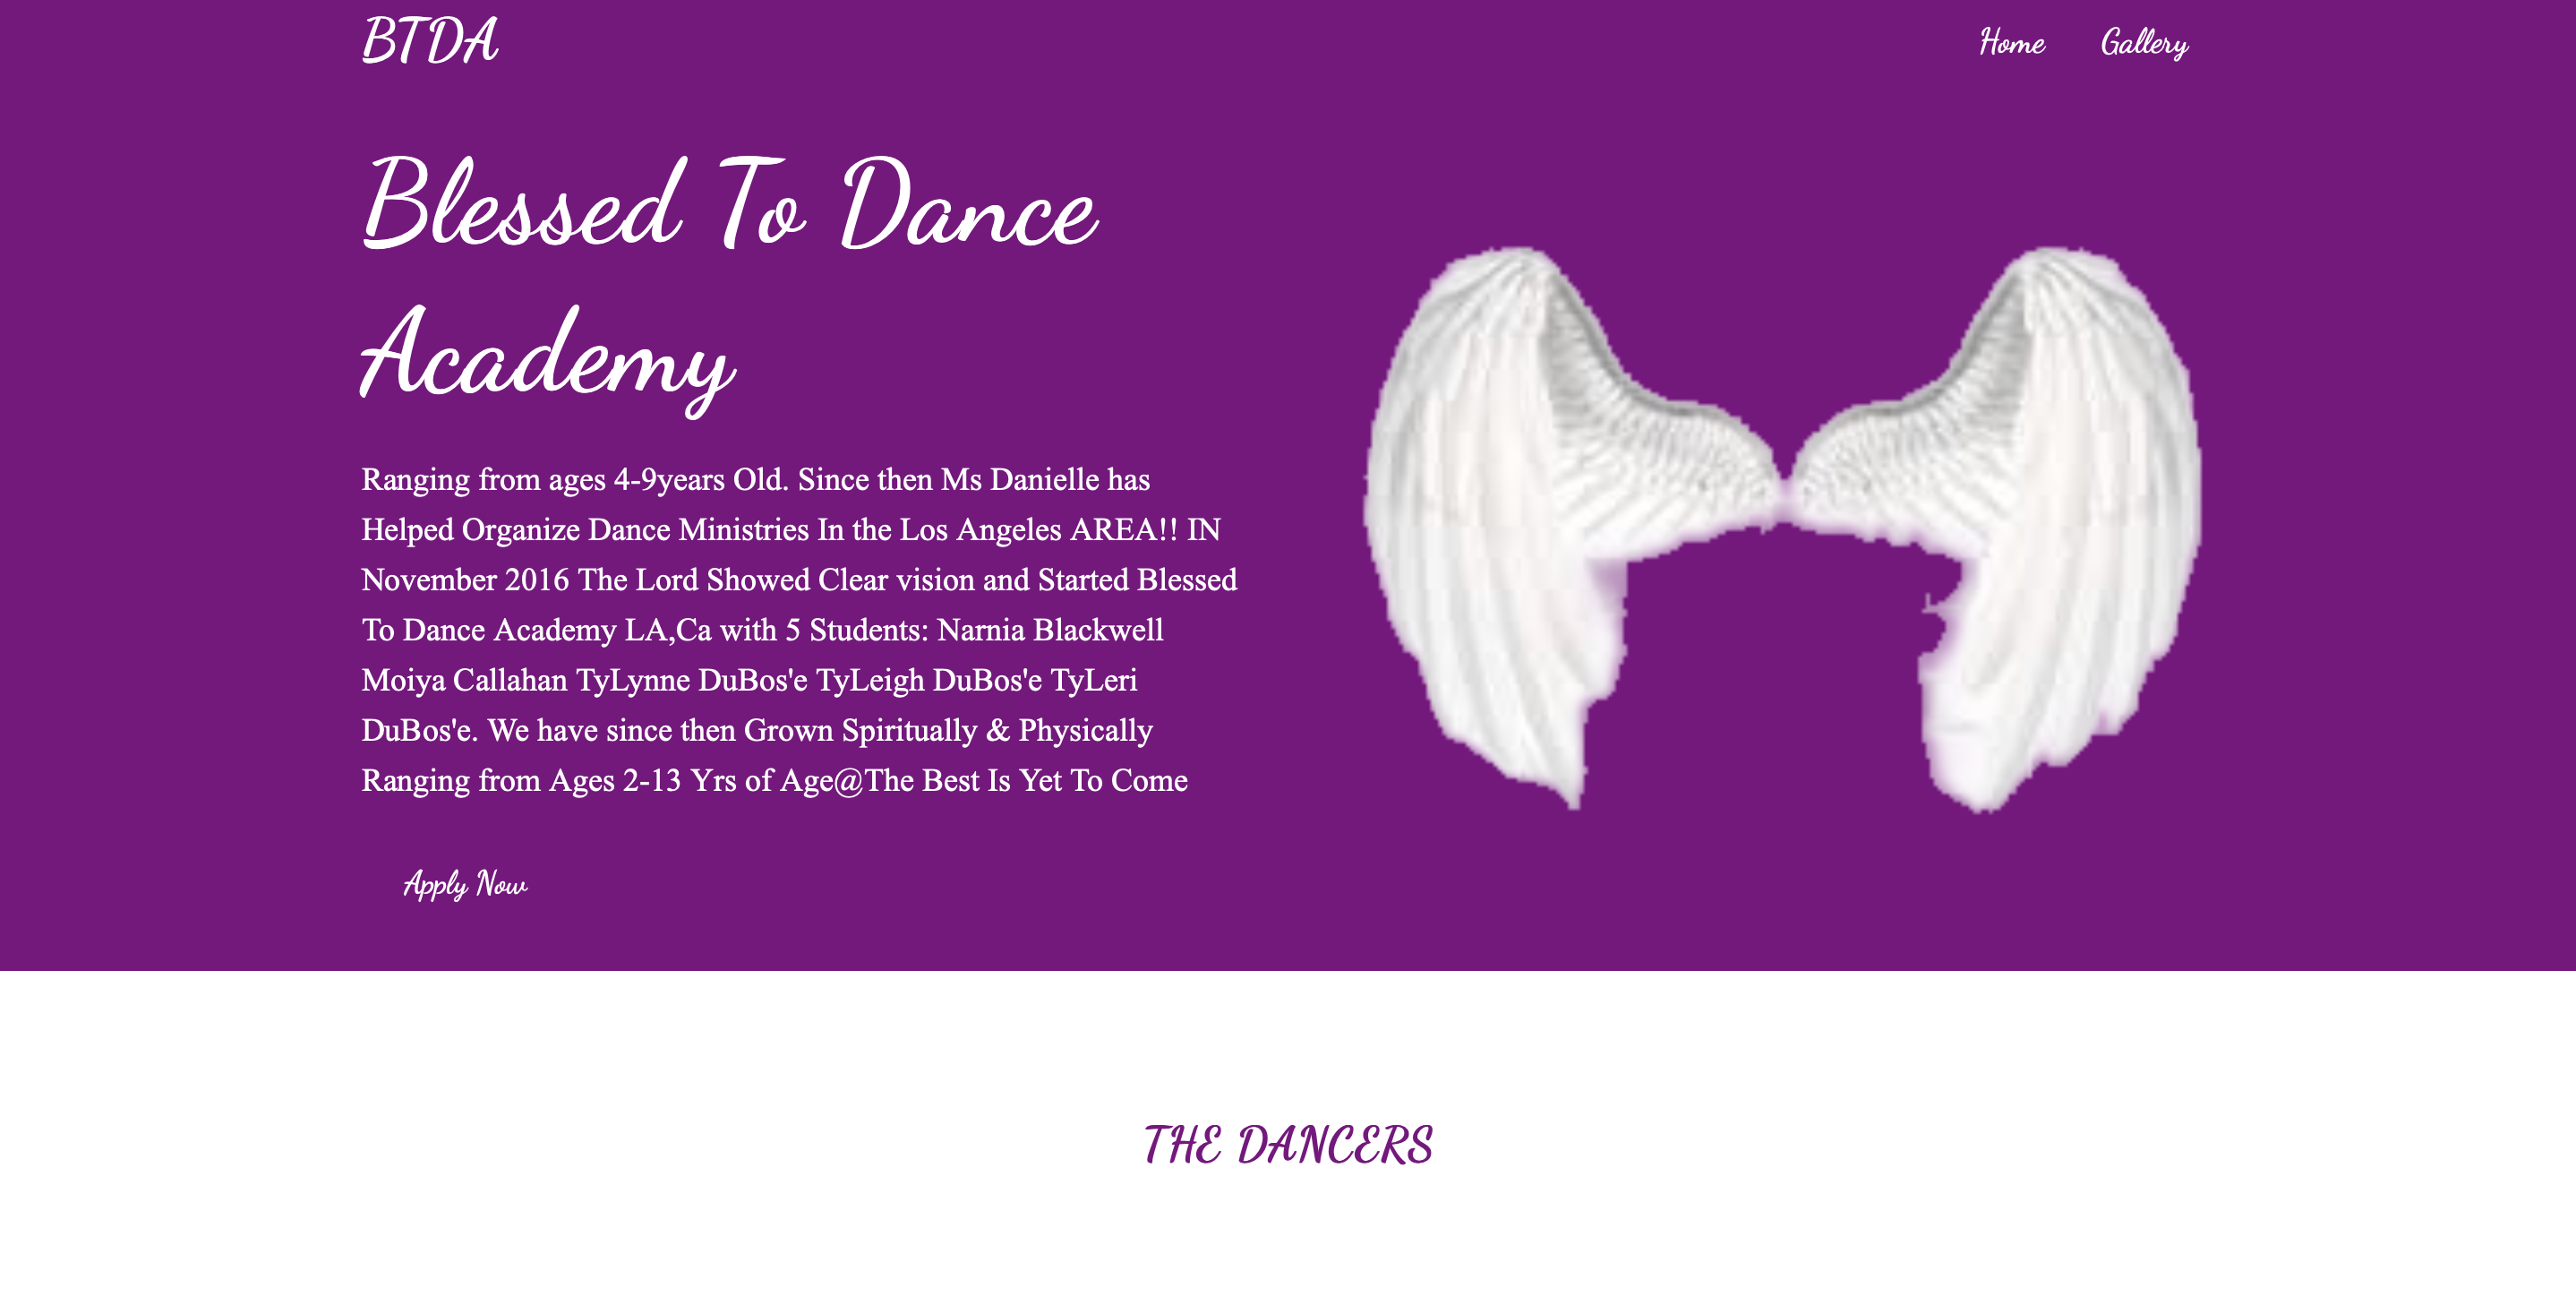 BTDA
Home Gallery
Blessed To Dance
Academy
Ranging from ages 4-9years Old. Since then Ms Danielle has
Helped Organize Dance Ministries In the Los Angeles AREA!! IN
November 2016 The Lord Showed Clear vision and Started Blessed
To Dance Academy LA,Ca with 5 Students: Narnia Blackwell
Moiya Callahan TyLynne DuBos'e TyLeigh DuBos'e TyLeri
DuBos'e. We have since then Grown Spiritually & Physically
Ranging from Ages 2-13 Yrs of Age@The Best Is Yet To Come
Apply Now
THE DANCERS